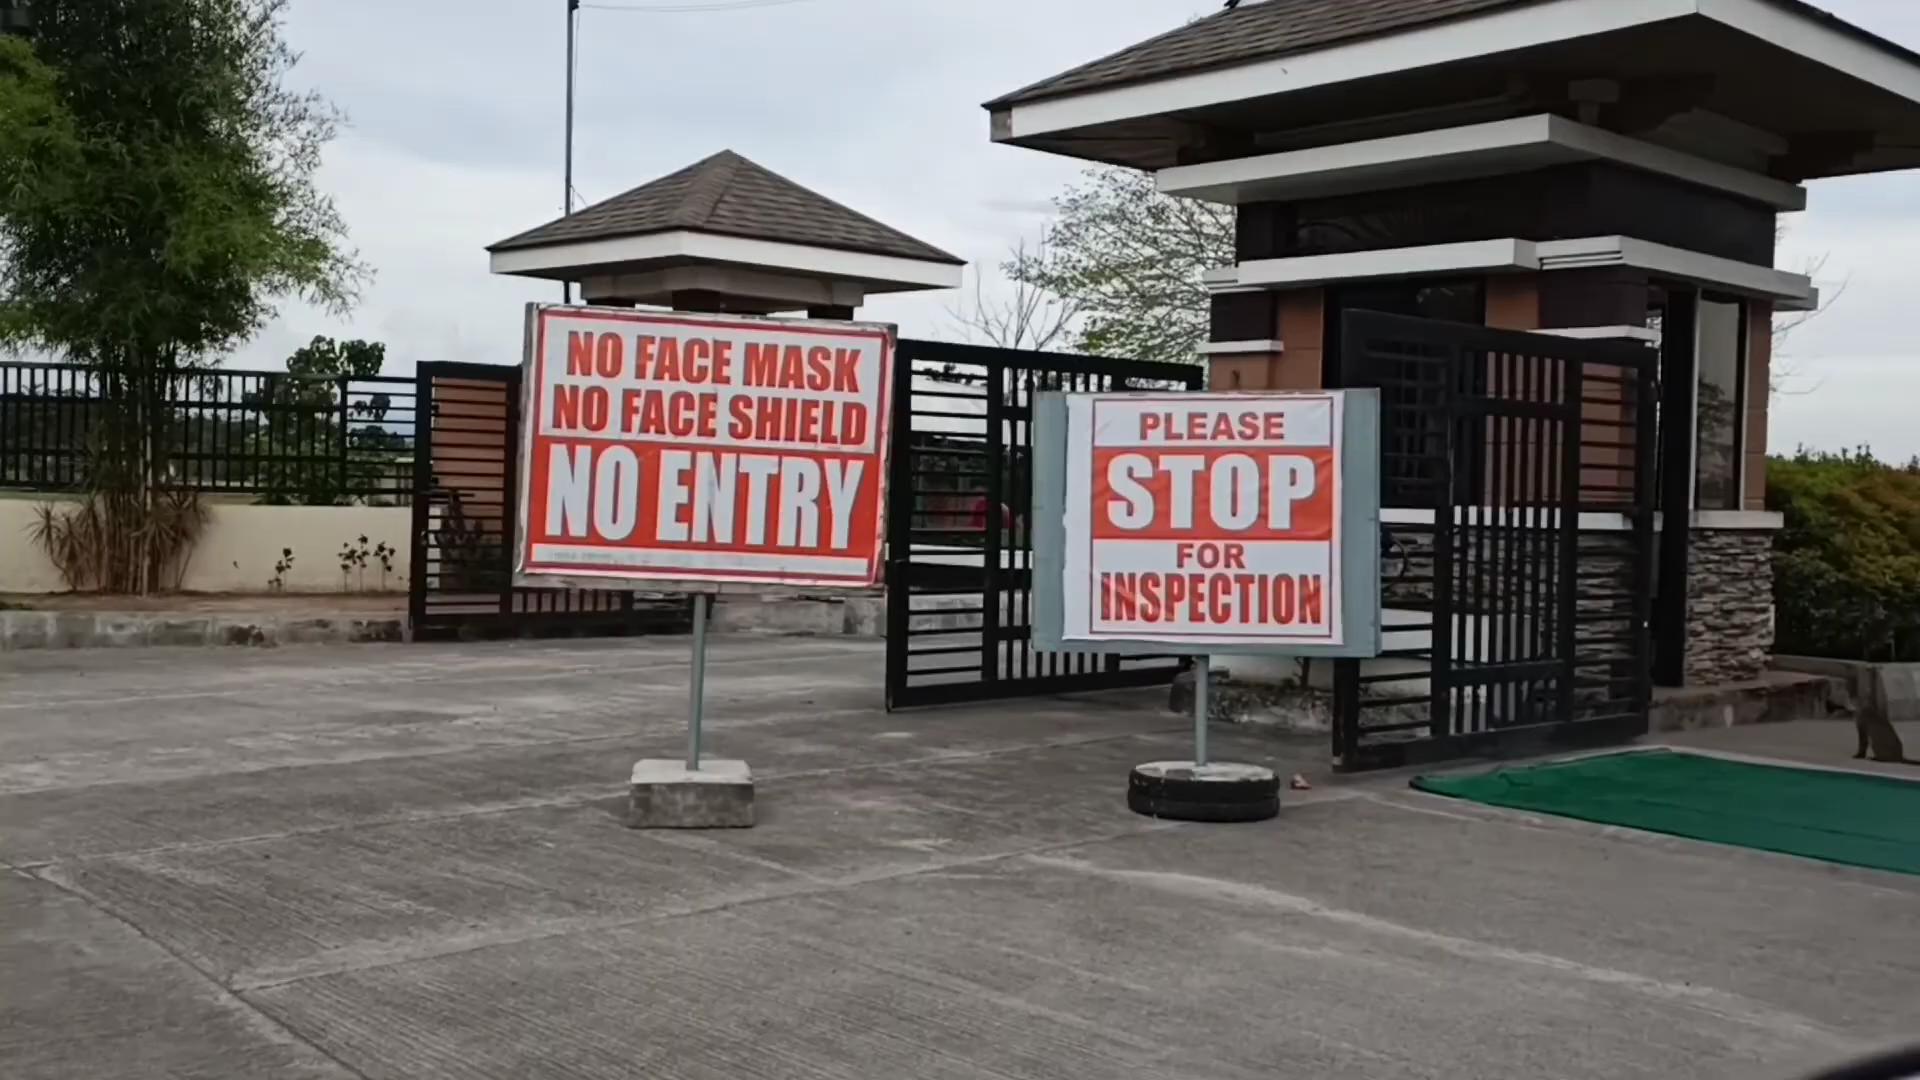 NO FACE MASK
NO FACE SHIELD
NO ENTRY
PLEASE
STOP
FOR
INSPECTION